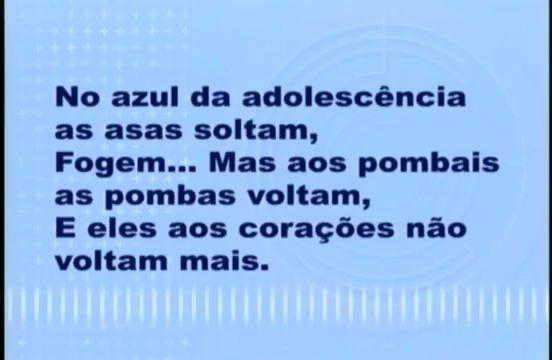 No azul da adolescência
as asas soltam,
Fogem... Mas aos pombais
as pombas voltam,
E eles aos corações não
voltam mais.